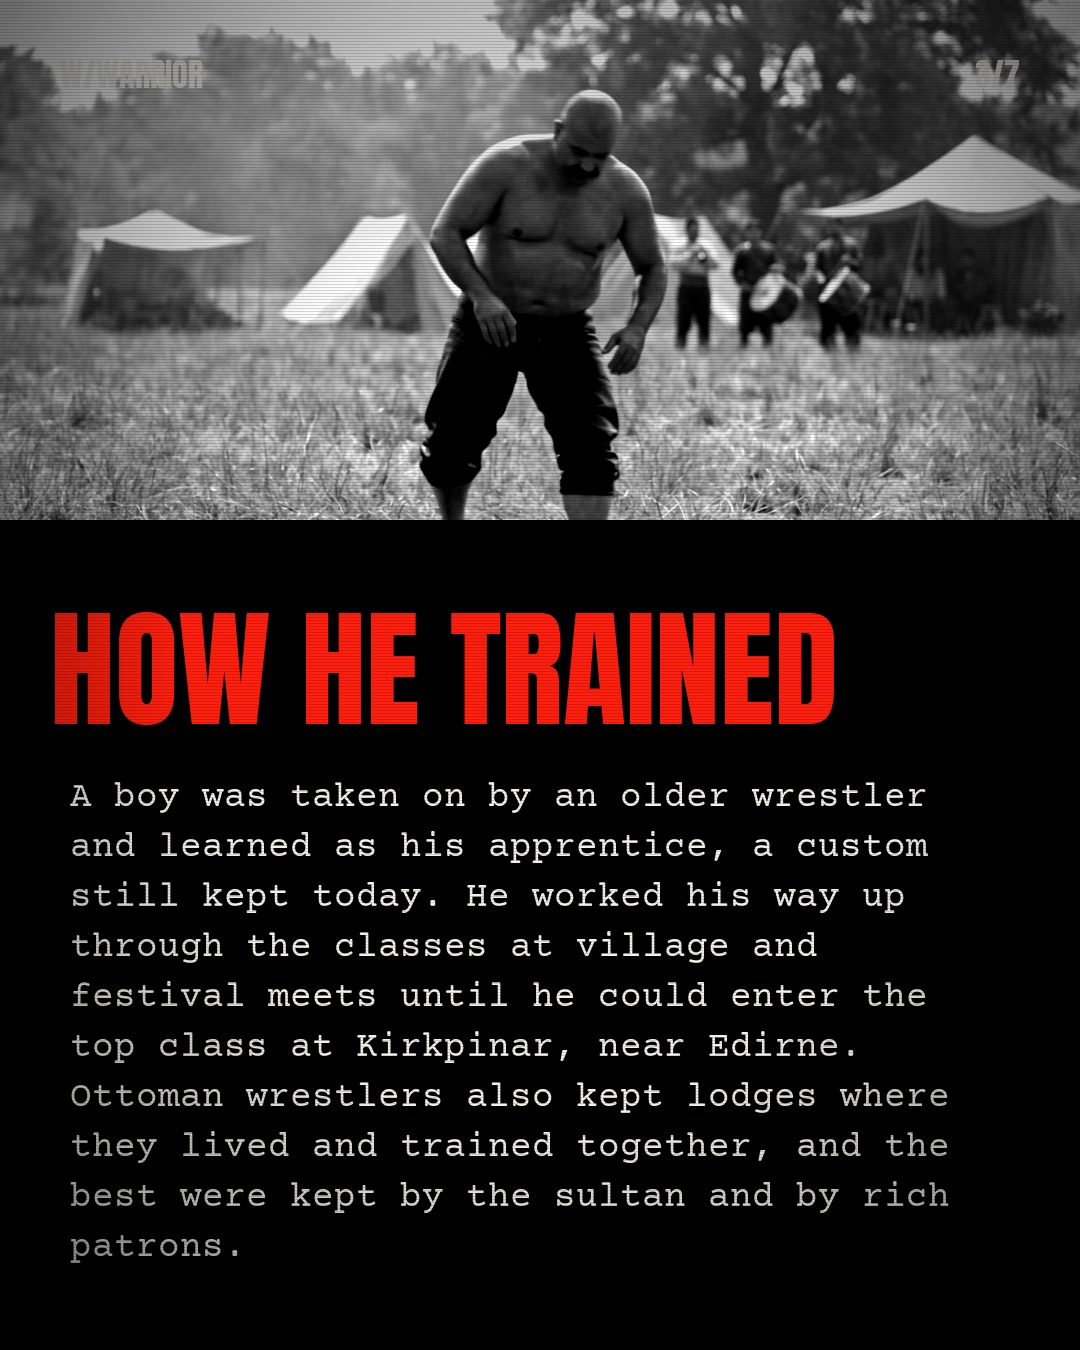 W/WARRIOR
HOW HE TRAINED
A boy was taken on by an older wrestler
and learned as his apprentice, a custom
still kept today. He worked his way up
through the classes at village and
festival meets until he could enter the
top class at Kirkpinar, near Edirne.
Ottoman wrestlers also kept lodges where
they lived and trained together, and the
best were kept by the sultan and by rich
patrons.